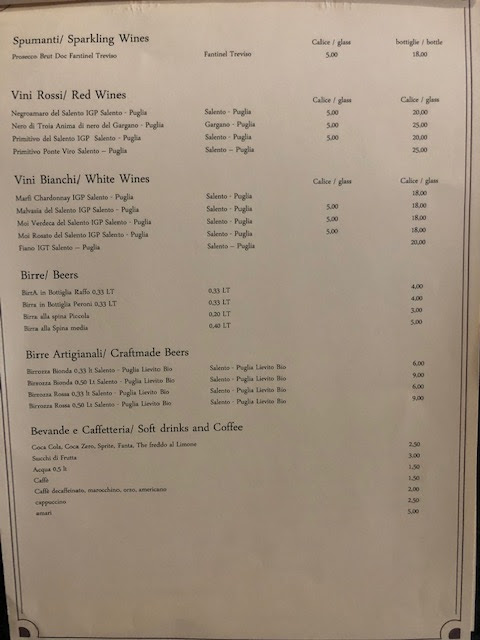 Spumanti/ Sparkling Wines Calice / glass bottiglie / bottle
Prosecco Brut Doc Fantinel Treviso Fantinel Treviso 5,00 18,00
Vini Rossi/ Red Wines Calice / glass Calice / glass
Negroamaro del Salento IGP Salento - Puglia Salento - Puglia 5,00 20,00
Nero di Troia Anima di nero del Gargano - Puglia Gargano - Puglia 5,00 25,00
Primitivo del Salento IGP Salento - Puglia Salento - Puglia 5,00 20,00
Primitivo Ponte Viro Salento – Puglia Salento – Puglia 25,00
Vini Bianchi/ White Wines Calice / glass Calice / glass
Marfi Chardonnay IGP Salento - Puglia Salento - Puglia 18,00
Malvasia del Salento IGP Salento - Puglia Salento - Puglia 5,00 18,00
Moi Verdeca del Salento IGP Salento - Puglia Salento - Puglia 5,00 18,00
Moi Rosato del Salento IGP Salento - Puglia Salento - Puglia 5,00 18,00
Fiano IGT Salento – Puglia Salento – Puglia 20,00
Birre/ Beers
BirrA in Bottiglia Raffo 0,33 LT 0,33 LT 4,00
Birra in Bottiglia Peroni 0,33 LT 0,33 LT 4,00
Birra alla spina Piccola 0,20 LT 3,00
Birra alla Spina media 0,40 LT 5,00
Birre Artigianali/ Craftmade Beers
Birrozza Bionda 0,33 lt Salento - Puglia Lievito Bio Salento - Puglia Lievito Bio 6,00
Birrozza Bionda 0,50 Lt Salento - Puglia Lievito Bio Salento - Puglia Lievito Bio 9,00
Birrozza Rossa 0,33 Lt Salento - Puglia Lievito Bio Salento - Puglia Lievito Bio 6,00
Birrozza Rossa 0,50 Lt Salento - Puglia Lievito Bio Salento - Puglia Lievito Bio 9,00
Bevande e Caffetteria/ Soft drinks and Coffee
Coca Cola, Coca Zero, Sprite, Fanta, The freddo al Limone 2,50
Succhi di Frutta 3,00
Acqua 0,5 lt 1,50
Caffè 1,50
Caffè decaffeinato, marocchino, orzo, americano 2,00
cappuccino 2,50
amari 5,00